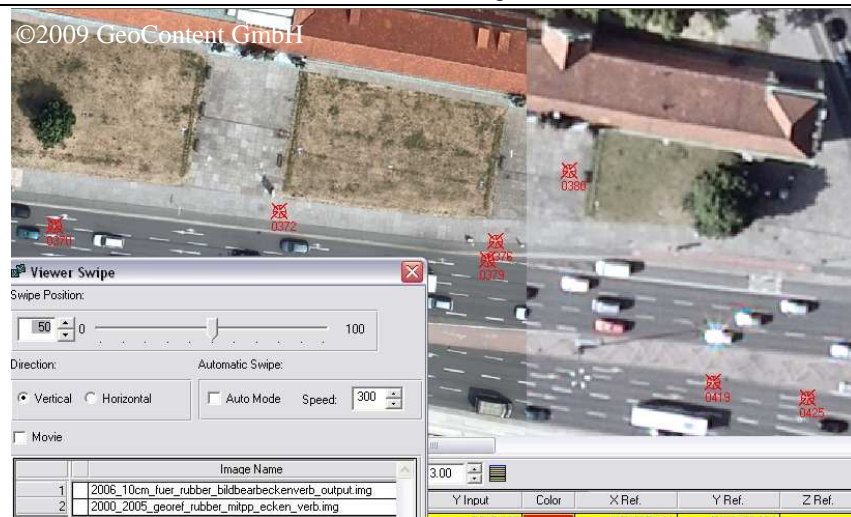 ©2009 GeoContent GmbH
0380
0372
0370
0376
0379
Viewer Swipe
Swipe Position:
50 0 100
Direction: Automatic Swipe:
Vertical Horizontal Auto Mode Speed: 300
0419
0425
Movie
Image Name
3.00
1 2006_10cm_fuer_rubber_bildbearbeckenverb_output.img
2 2000_2005_georef_rubber_mitpp_ecken_verb.img
Y Input Color X Ref. Y Ref. Z Ref.